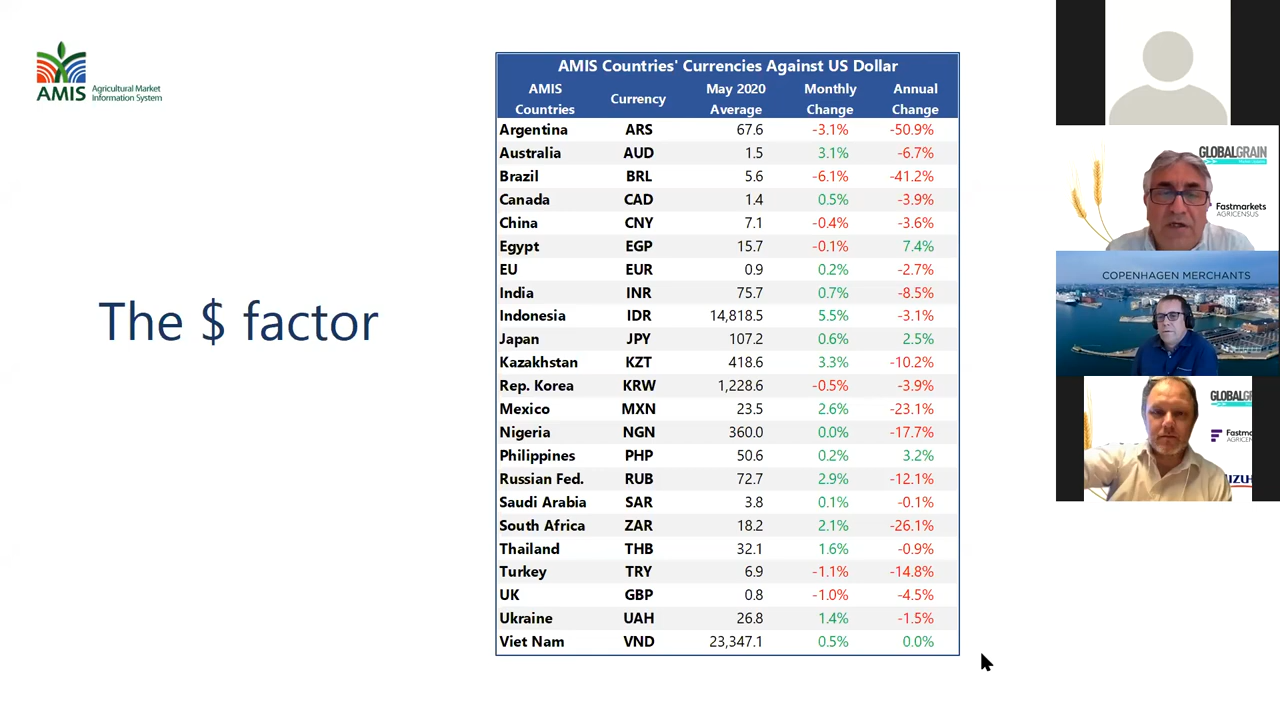 AMIS
Agricultural Market
Information System
The $ factor
AMIS Countries' Currencies Against US Dollar
AMIS Countries Currency May 2020 Average Monthly Change Annual Change
Argentina ARS 67.6 -3.1% -50.9%
Australia AUD 1.5 3.1% -6.7%
Brazil BRL 5.6 -6.1% -41.2%
Canada CAD 1.4 0.5% -3.9%
China CNY 7.1 -0.4% -3.6%
Egypt EGP 15.7 -0.1% 7.4%
EU EUR 0.9 0.2% -2.7%
India INR 75.7 0.7% -8.5%
Indonesia IDR 14,818.5 5.5% -3.1%
Japan JPY 107.2 0.6% 2.5%
Kazakhstan KZT 418.6 3.3% -10.2%
Rep. Korea KRW 1,228.6 -0.5% -3.9%
Mexico MXN 23.5 2.6% -23.1%
Nigeria NGN 360.0 0.0% -17.7%
Philippines PHP 50.6 0.2% 3.2%
Russian Fed. RUB 72.7 2.9% -12.1%
Saudi Arabia SAR 3.8 0.1% -0.1%
South Africa ZAR 18.2 2.1% -26.1%
Thailand THB 32.1 1.6% -0.9%
Turkey TRY 6.9 -1.1% -14.8%
UK GBP 0.8 -1.0% -4.5%
Ukraine UAH 26.8 1.4% -1.5%
Viet Nam VND 23,347.1 0.5% 0.0%
GLOBALGRAIN
Fastmarkets
AGRICENSUS
COPENHAGEN MERCHANTS
GLOBALGRAIN
Fastmar
AGRICENSU